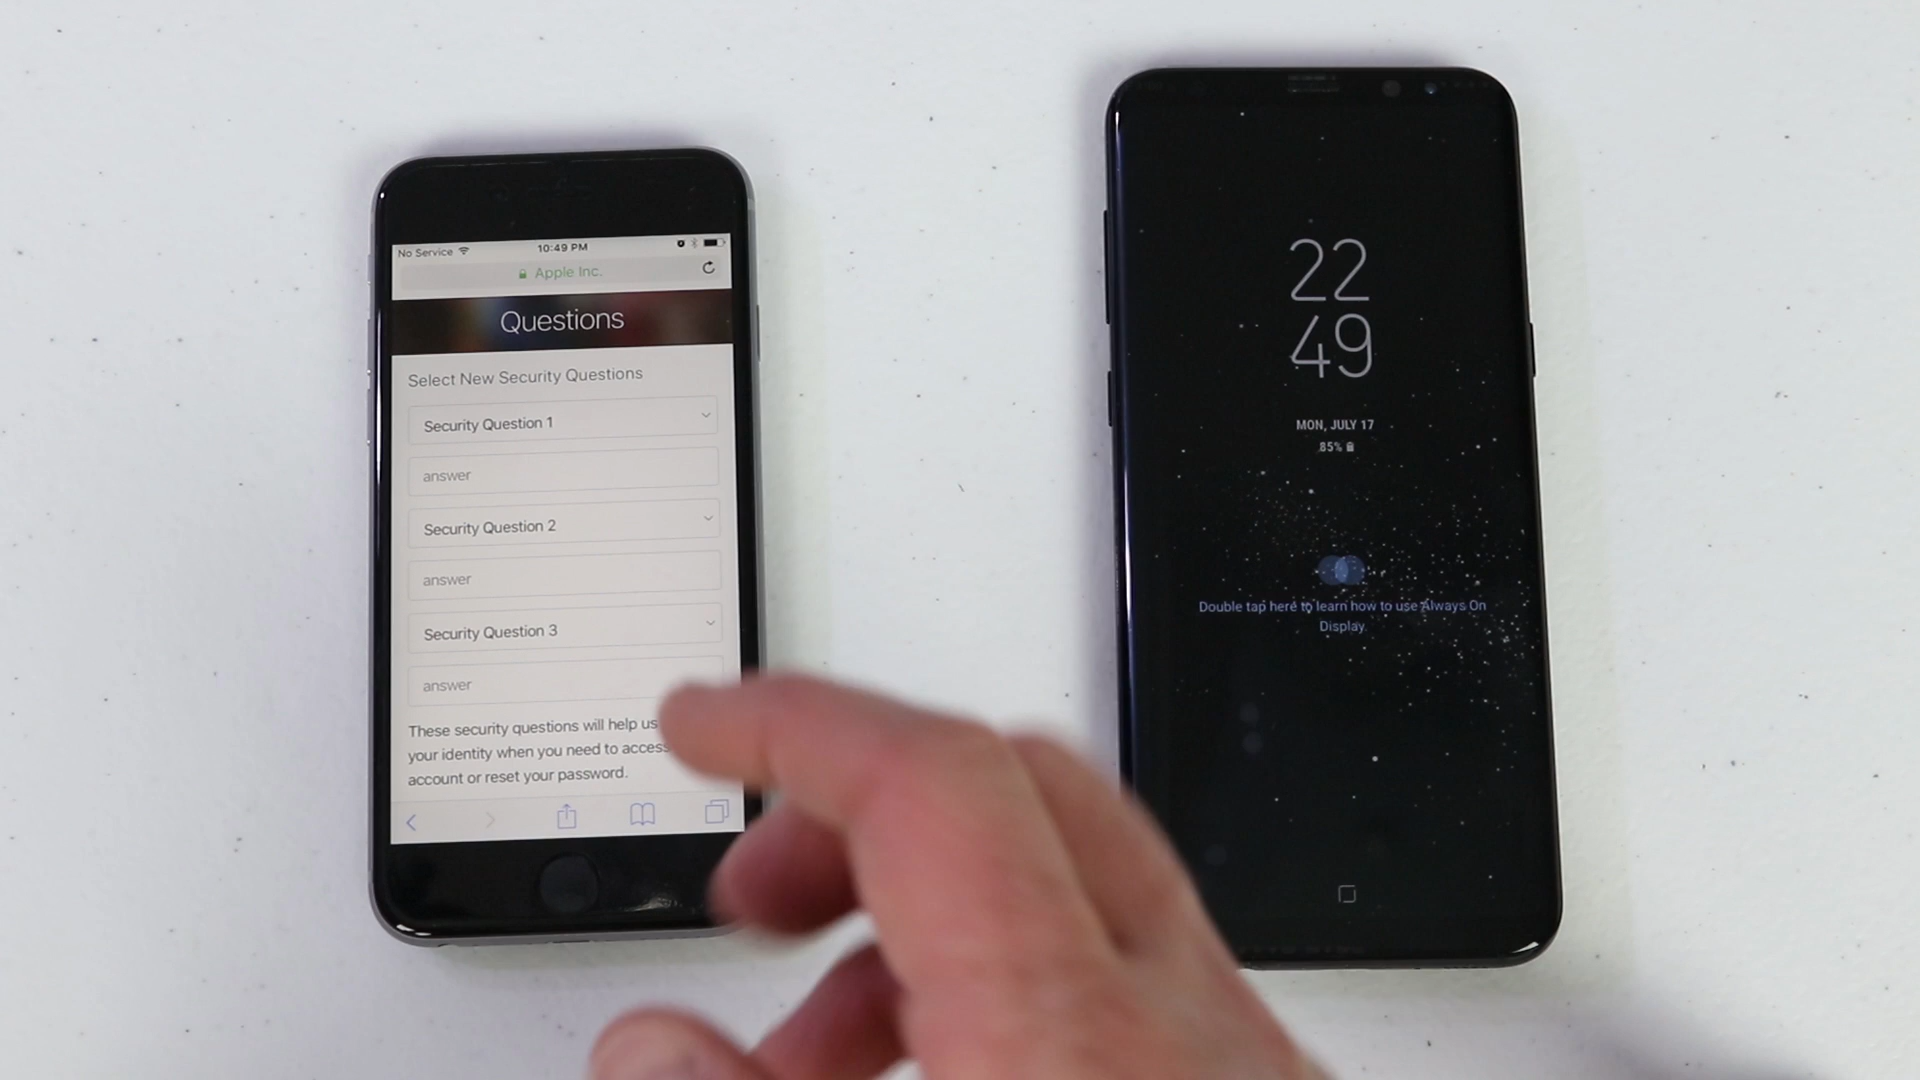 No Service
10:49 PM
Apple Inc.
Questions
Select New Security Questions
Security Question 1
answer
Security Question 2
answer
Security Question 3
answer
These security questions will help us
your identity when you need to access
account or reset your password.
22
49
MON, JULY 17
85%
Double tap here to learn how to use Always On
Display.